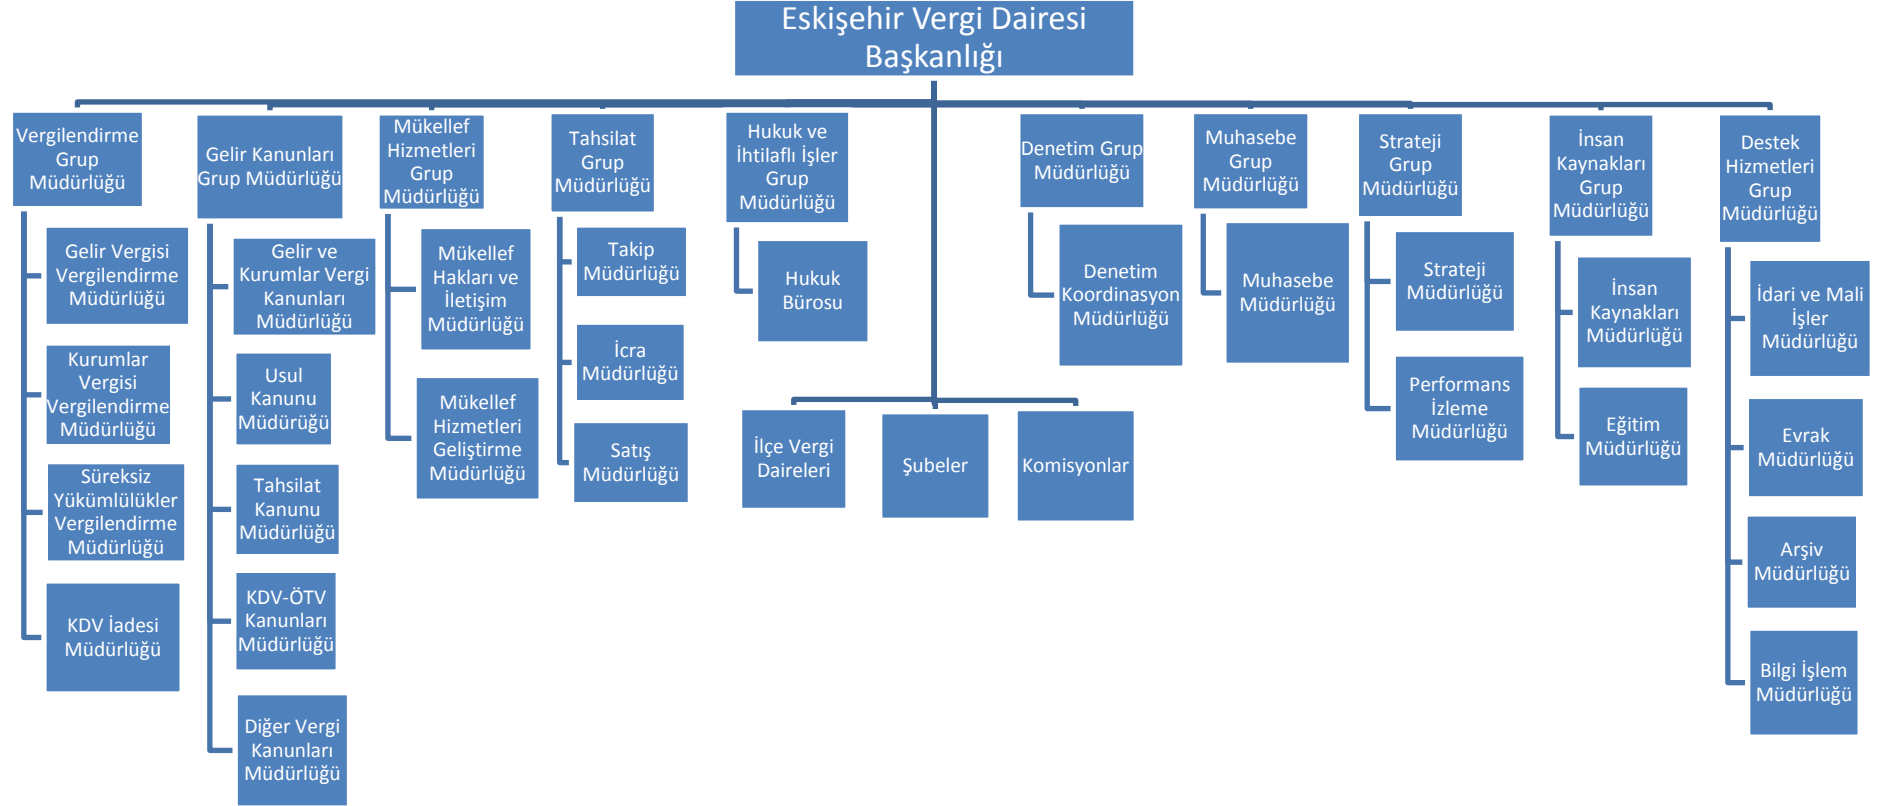 Eskişehir Vergi Dairesi
Başkanlığı
Vergilendirme
Grup
Müdürlüğü
Gelir Vergisi
Vergilendirme
Müdürlüğü
Kurumlar
Vergisi
Vergilendirme
Müdürlüğü
Süreksiz
Yükümlülükler
Vergilendirme
Müdürlüğü
KDV İadesi
Müdürlüğü
Gelir Kanunları
Grup Müdürlüğü
Gelir ve
Kurumlar Vergi
Kanunları
Müdürlüğü
Usul
Kanunu
Müdürüğü
Tahsilat
Kanunu
Müdürlüğü
KDV-ÖTV
Kanunları
Müdürlüğü
Diğer Vergi
Kanunları
Müdürlüğü
Mükellef
Hizmetleri
Grup
Müdürlüğü
Mükellef
Hakları ve
İletişim
Müdürlüğü
Mükellef
Hizmetleri
Geliştirme
Müdürlüğü
Tahsilat
Grup
Müdürlüğü
Takip
Müdürlüğü
İcra
Müdürlüğü
Satış
Müdürlüğü
Hukuk ve
İhtilaflı İşler
Grup
Müdürlüğü
Hukuk
Bürosu
İlçe Vergi
Daireleri
Şubeler
Komisyonlar
Denetim Grup
Müdürlüğü
Denetim
Koordinasyon
Müdürlüğü
Muhasebe
Grup
Müdürlüğü
Muhasebe
Müdürlüğü
Strateji
Grup
Müdürlüğü
Strateji
Müdürlüğü
Performans
İzleme
Müdürlüğü
İnsan
Kaynakları
Grup
Müdürlüğü
İnsan
Kaynakları
Müdürlüğü
Eğitim
Müdürlüğü
Destek
Hizmetleri
Grup
Müdürlüğü
İdari ve Mali
İşler
Müdürlüğü
Evrak
Müdürlüğü
Arşiv
Müdürlüğü
Bilgi İşlem
Müdürlüğü